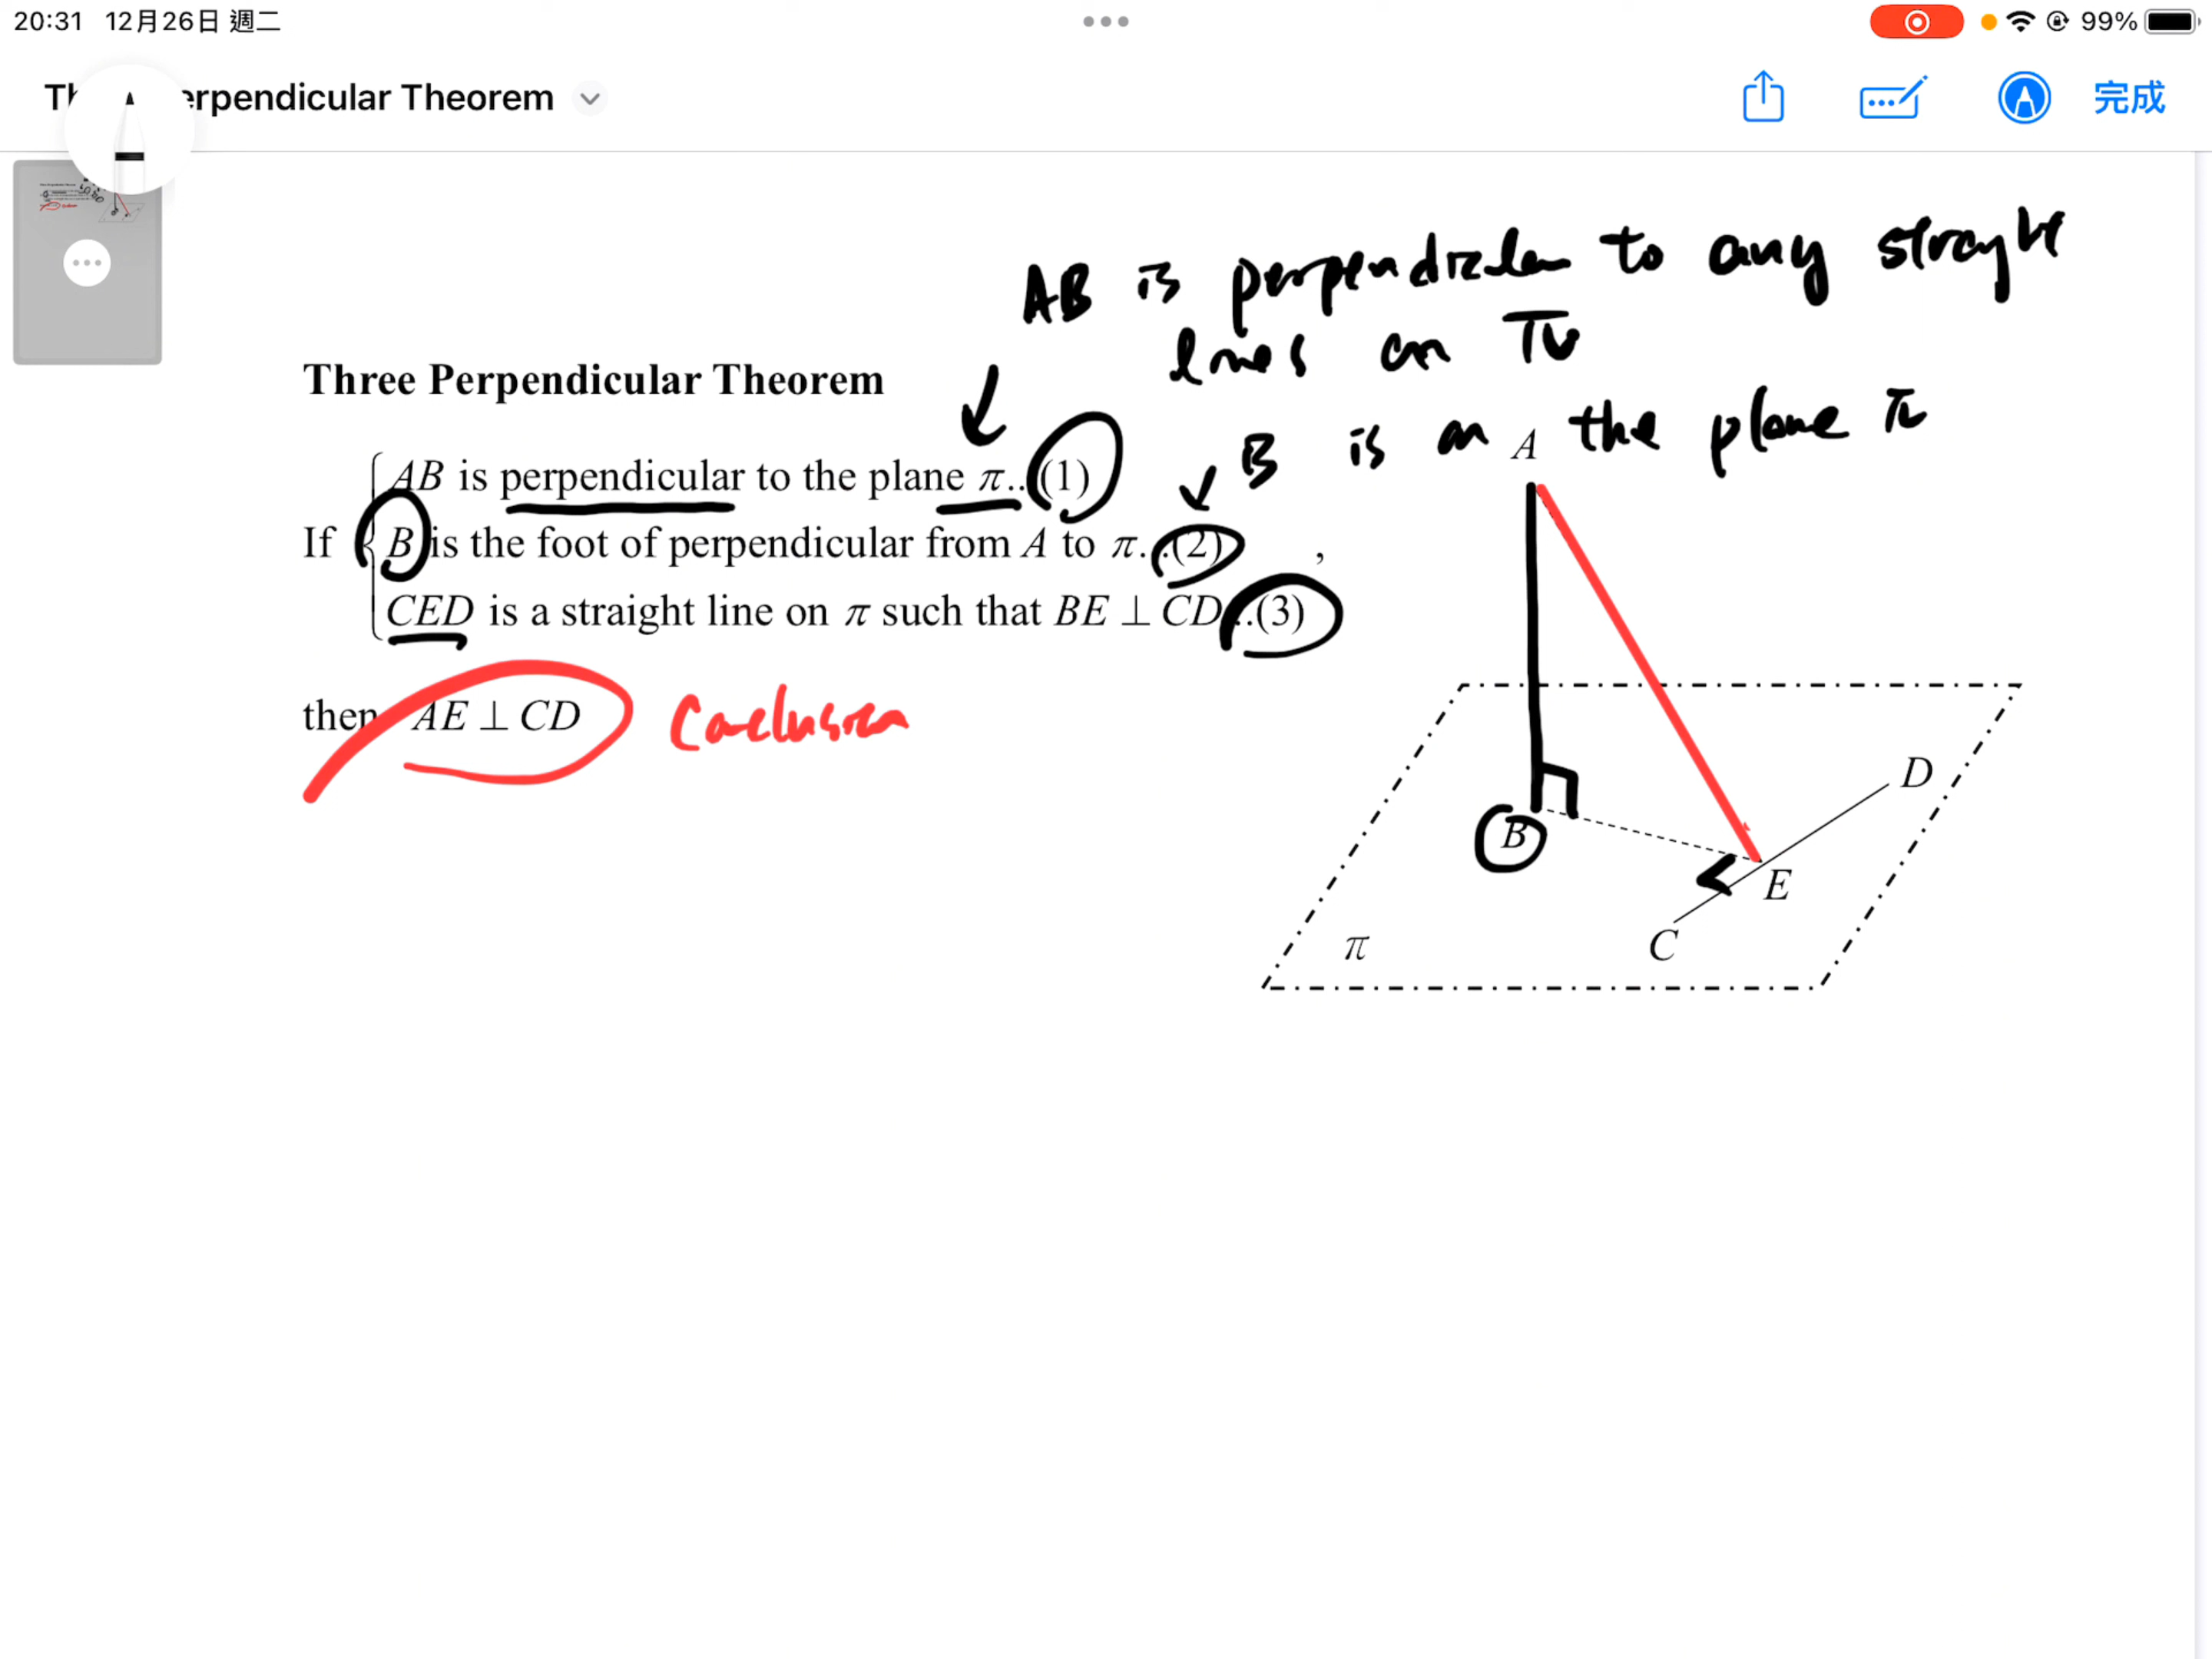 20:31 12月26日 週二
99%
Th erpendicular Theorem
完成
AB is perpendicular to any straight
lines on π
Three Perpendicular Theorem
B is on the plane π
A
AB is perpendicular to the plane π...(1)
If B is the foot of perpendicular from A to π...(2) ,
CED is a straight line on π such that BE ⊥ CD...(3)
then AE ⊥ CD
Conclusion
D
B
E
C
π